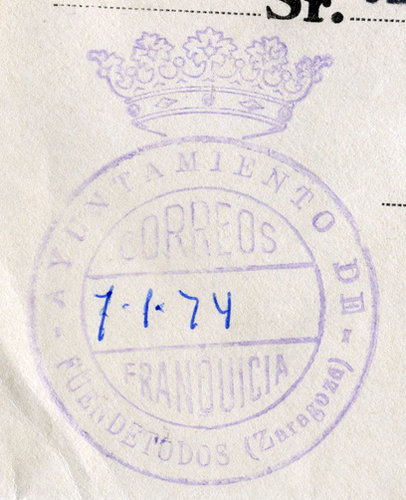 Sr.
- AYUNTAMIENTO DE -
CORREOS
7-1-74
FRANQUICIA
FUENDETODOS (Zaragoza)